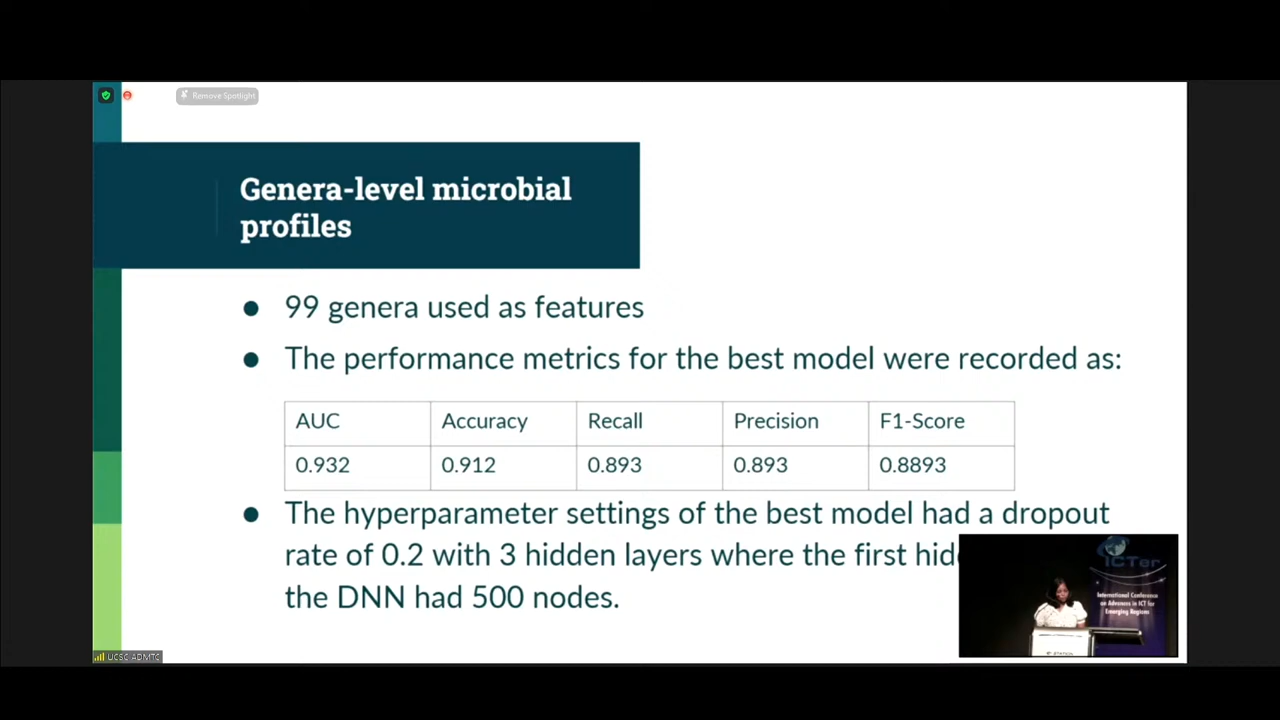 Remove Spotlight
Genera-level microbial
profiles
● 99 genera used as features
● The performance metrics for the best model were recorded as:
AUC Accuracy Recall Precision F1-Score
0.932 0.912 0.893 0.893 0.8893
● The hyperparameter settings of the best model had a dropout
rate of 0.2 with 3 hidden layers where the first
the DNN had 500 nodes.
ICTer
International Conference
on Advances in ICT for
Emerging Regions
UCSC-ADMTC